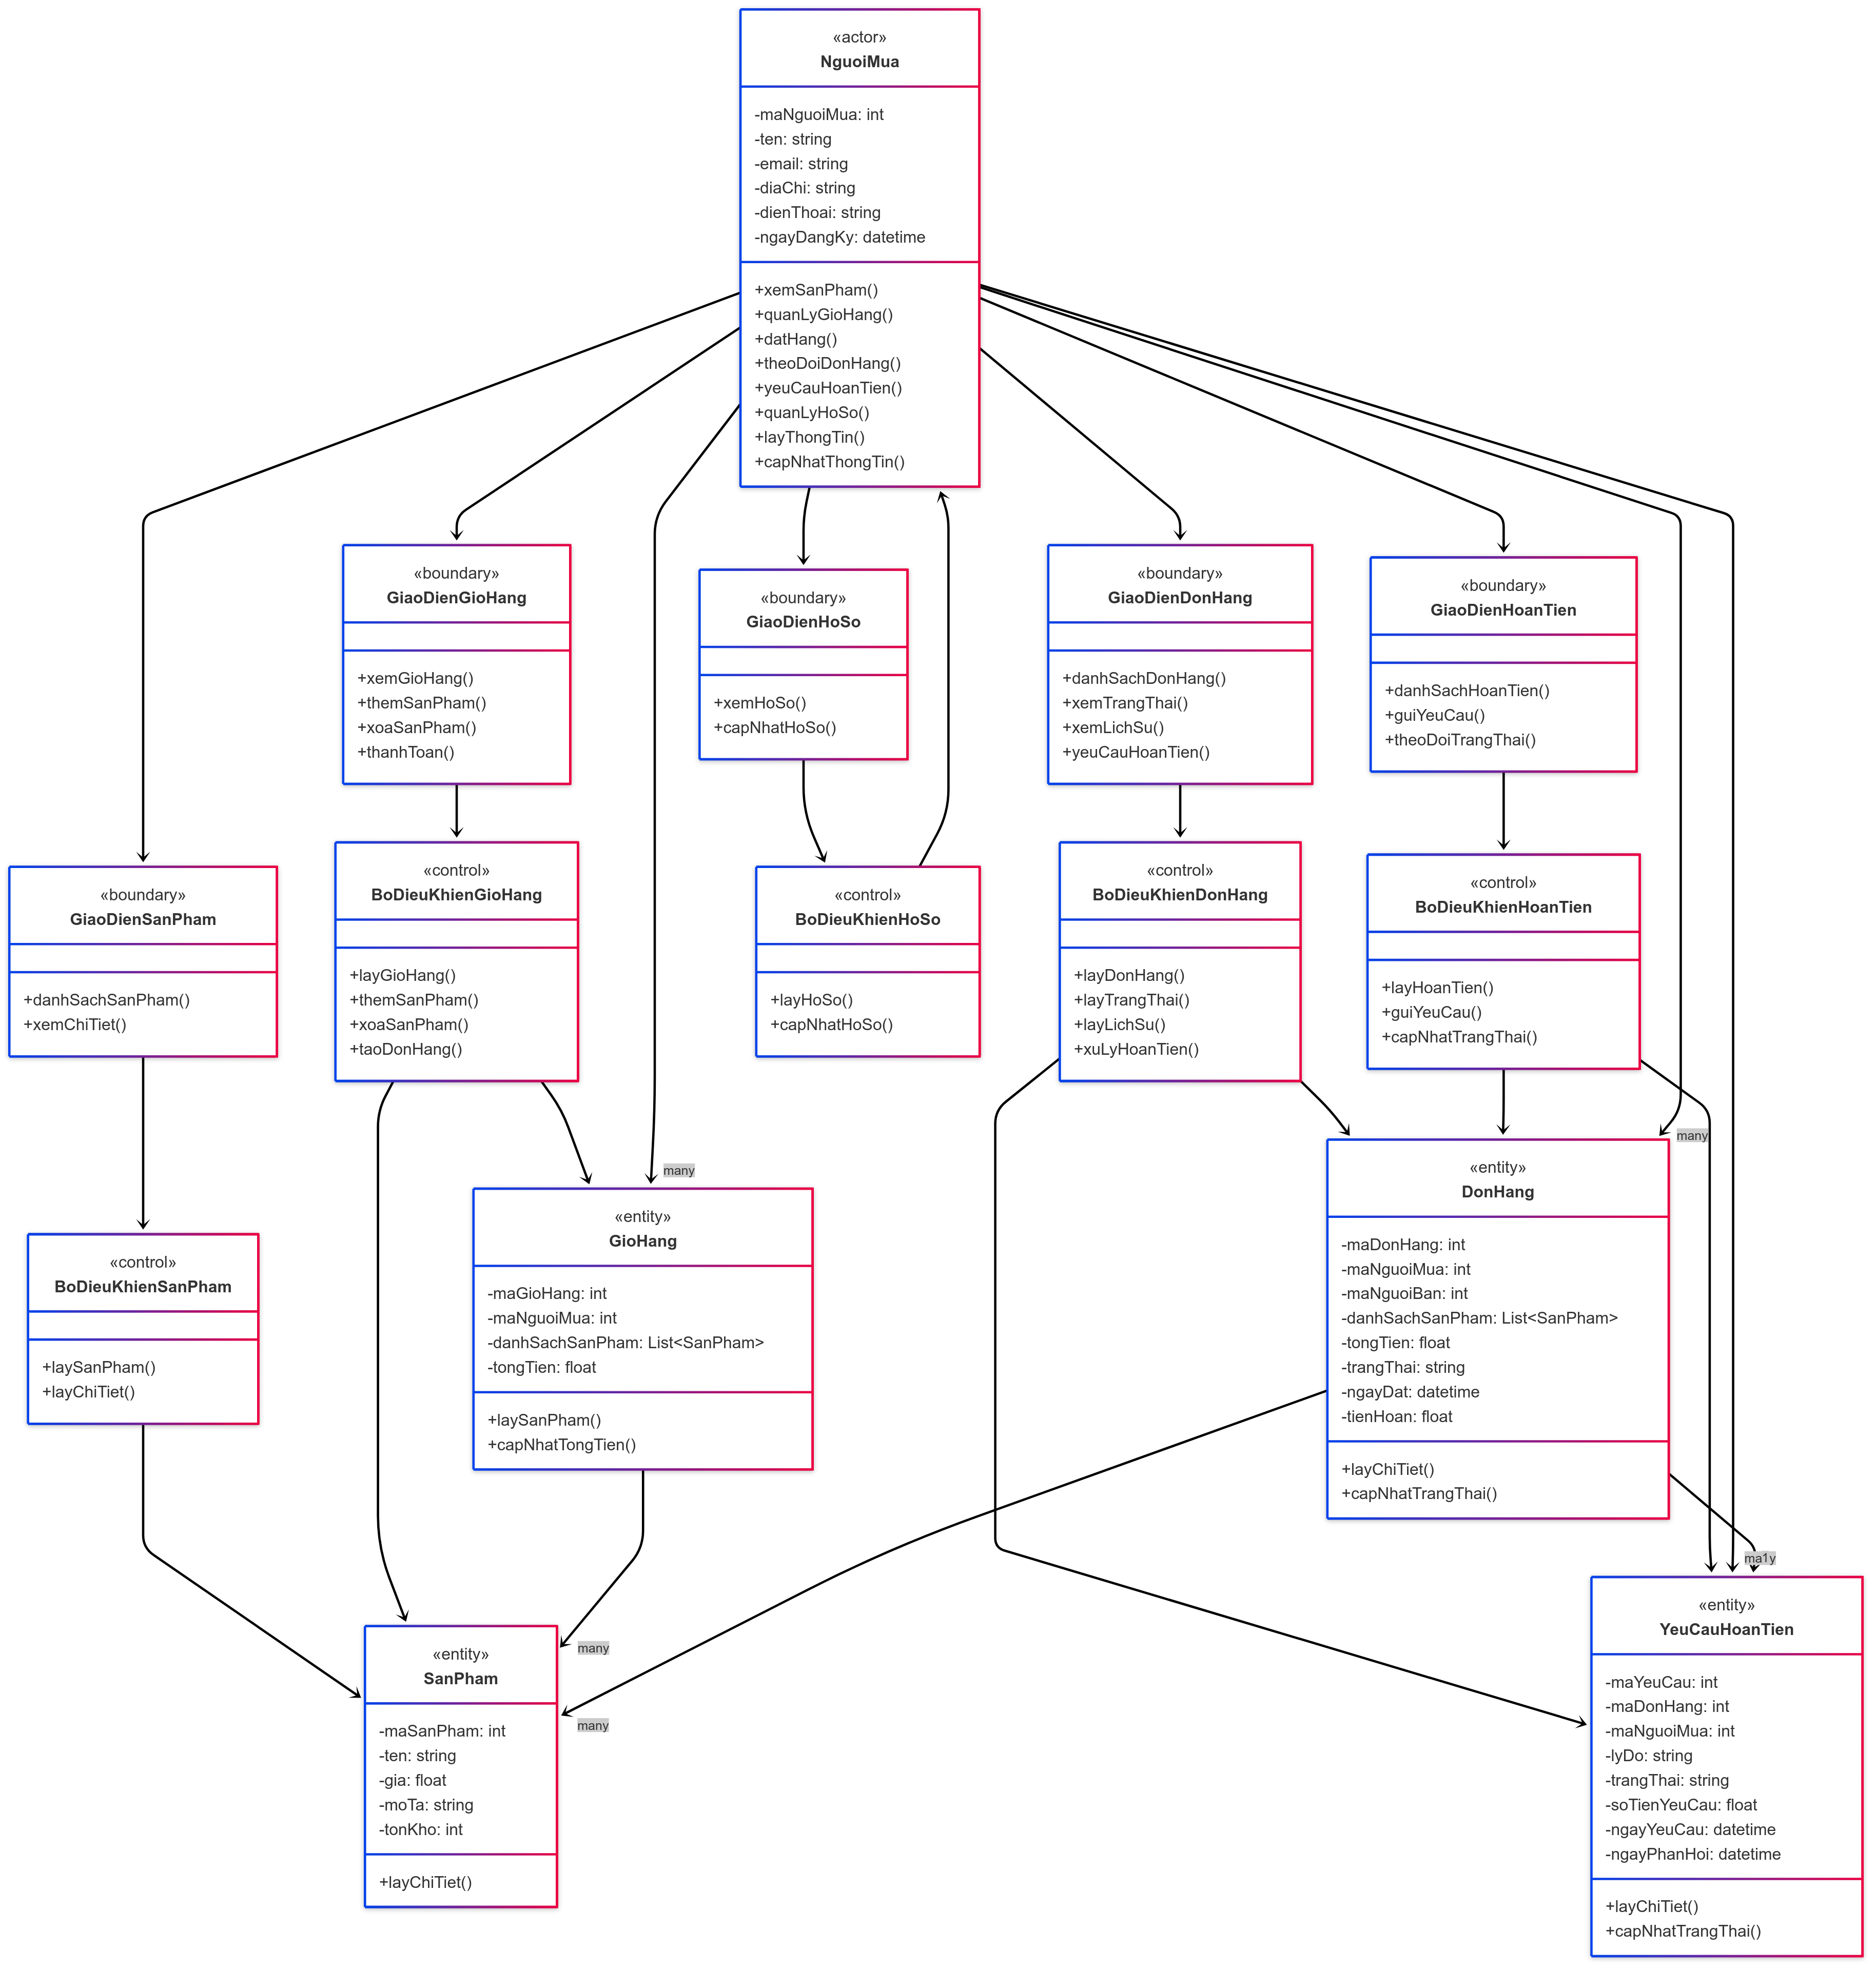 «actor»
NguoiMua
-maNguoiMua: int
-ten: string
-email: string
-diaChi: string
-dienThoai: string
-ngayDangKy: datetime
+xemSanPham()
+quanLyGioHang()
+datHang()
+theoDoiDonHang()
+yeuCauHoanTien()
+quanLyHoSo()
+layThongTin()
+capNhatThongTin()
«boundary»
GiaoDienGioHang
+xemGioHang()
+themSanPham()
+xoaSanPham()
+thanhToan()
«boundary»
GiaoDienHoSo
+xemHoSo()
+capNhatHoSo()
«boundary»
GiaoDienDonHang
+danhSachDonHang()
+xemTrangThai()
+xemLichSu()
+yeuCauHoanTien()
«boundary»
GiaoDienHoanTien
+danhSachHoanTien()
+guiYeuCau()
+theoDoiTrangThai()
«boundary»
GiaoDienSanPham
+danhSachSanPham()
+xemChiTiet()
«control»
BoDieuKhienGioHang
+layGioHang()
+themSanPham()
+xoaSanPham()
+taoDonHang()
«control»
BoDieuKhienHoSo
+layHoSo()
+capNhatHoSo()
«control»
BoDieuKhienDonHang
+layDonHang()
+layTrangThai()
+layLichSu()
+xuLyHoanTien()
«control»
BoDieuKhienHoanTien
+layHoanTien()
+guiYeuCau()
+capNhatTrangThai()
many
many
«control»
BoDieuKhienSanPham
+laySanPham()
+layChiTiet()
«entity»
GioHang
-maGioHang: int
-maNguoiMua: int
-danhSachSanPham: List<SanPham>
-tongTien: float
+laySanPham()
+capNhatTongTien()
«entity»
DonHang
-maDonHang: int
-maNguoiMua: int
-maNguoiBan: int
-danhSachSanPham: List<SanPham>
-tongTien: float
-trangThai: string
-ngayDat: datetime
-tienHoan: float
+layChiTiet()
+capNhatTrangThai()
many
many
«entity»
SanPham
-maSanPham: int
-ten: string
-gia: float
-moTa: string
-tonKho: int
+layChiTiet()
«entity»
YeuCauHoanTien
-maYeuCau: int
-maDonHang: int
-maNguoiMua: int
-lyDo: string
-trangThai: string
-soTienYeuCau: float
-ngayYeuCau: datetime
-ngayPhanHoi: datetime
+layChiTiet()
+capNhatTrangThai()